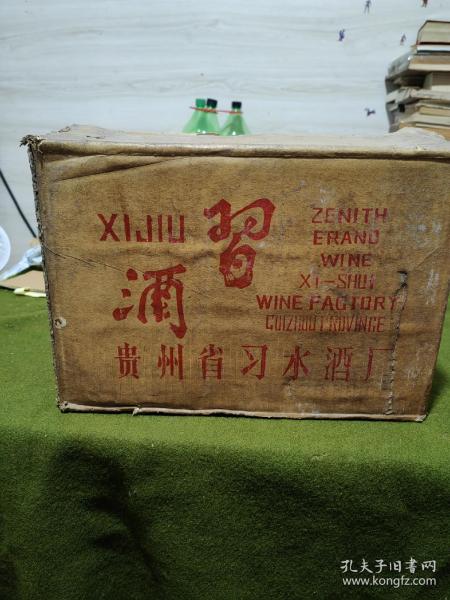 XIJIU
習
酒
ZENITH
BRAND
WINE
XI-SHUI
WINE FACTORY
GUIZHOU PROVINCE
贵州省习水酒厂
孔夫子旧书网
www.kongfz.com